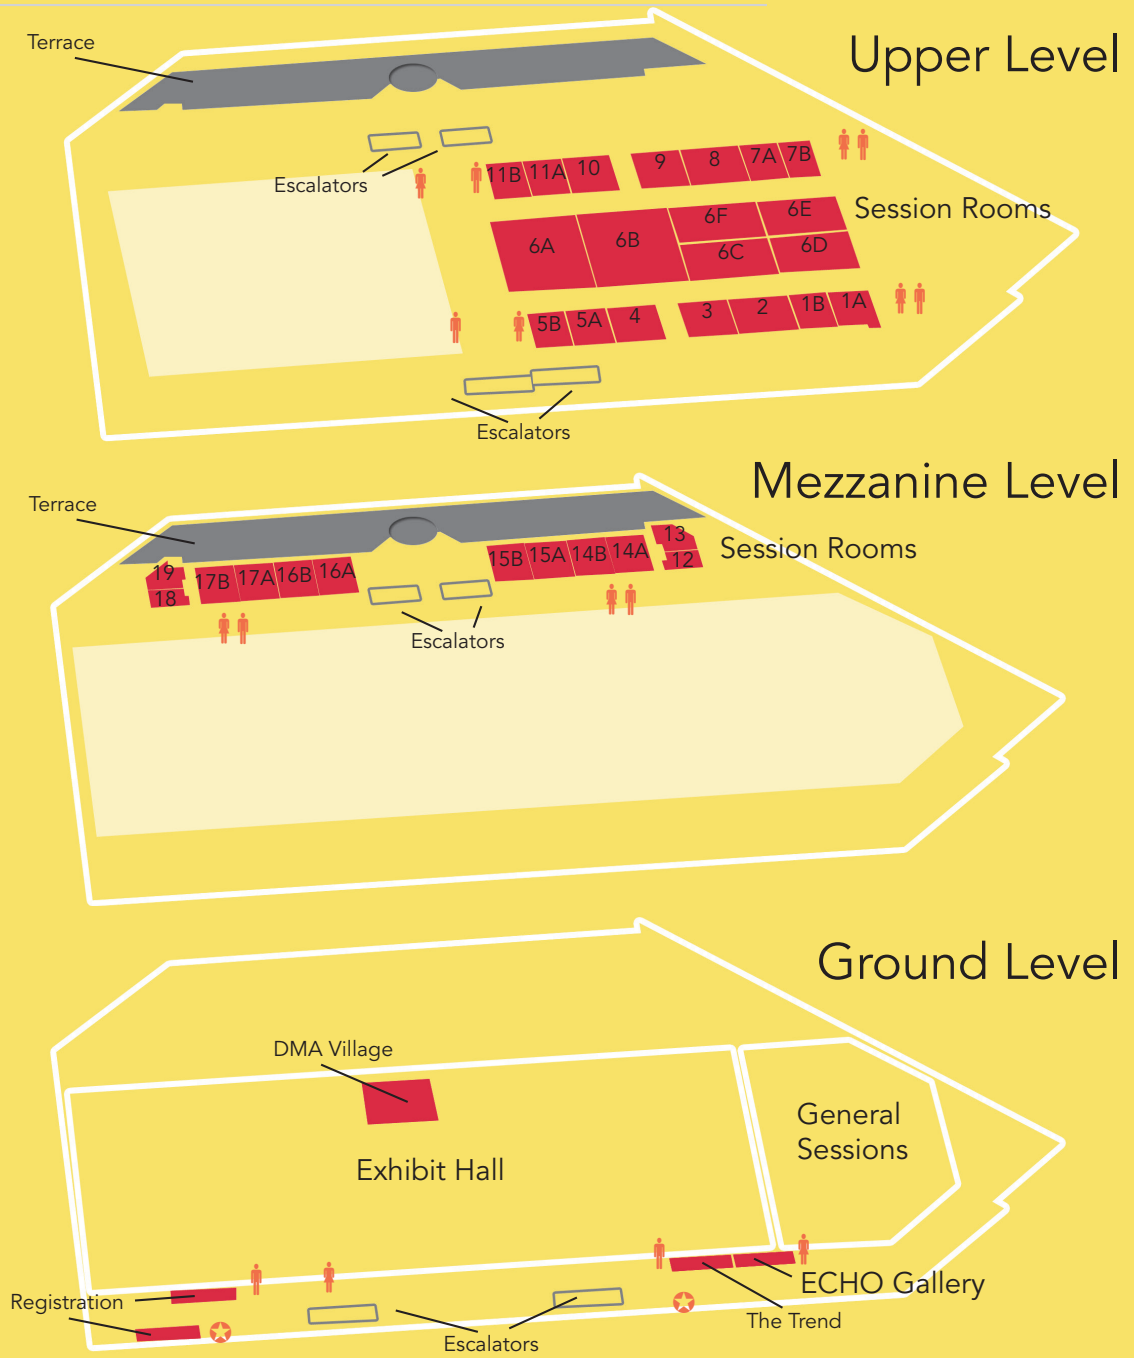 Upper Level
Terrace
Escalators
11B 11A 10 9 8 7A 7B
Session Rooms
6A 6B 6F 6E
6C 6D
5B 5A 4 3 2 1B 1A
Escalators
Mezzanine Level
Terrace
19
18
17B 17A 16B 16A
15B 15A 14B 14A
13
12
Session Rooms
Escalators
Ground Level
DMA Village
General
Sessions
Exhibit Hall
ECHO Gallery
Registration
The Trend
Escalators